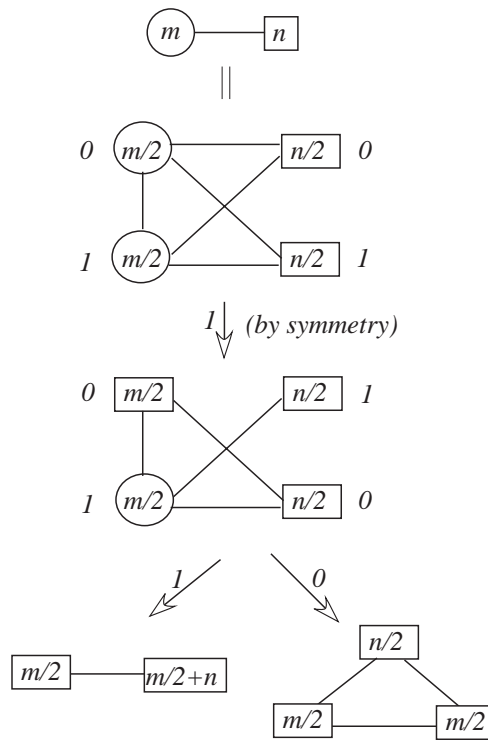 m n
||
0 m/2 n/2 0
1 m/2 n/2 1
1 (by symmetry)
0 m/2 n/2 1
1 m/2 n/2 0
1 0
n/2
m/2 m/2+n
m/2 m/2